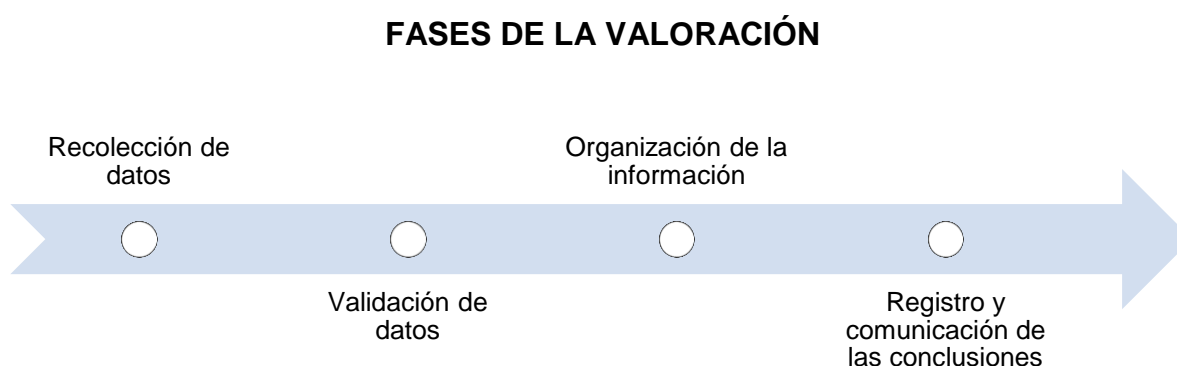 FASES DE LA VALORACIÓN
Recolección de
datos
Validación de
datos
Organización de la
información
Registro y
comunicación de
las conclusiones